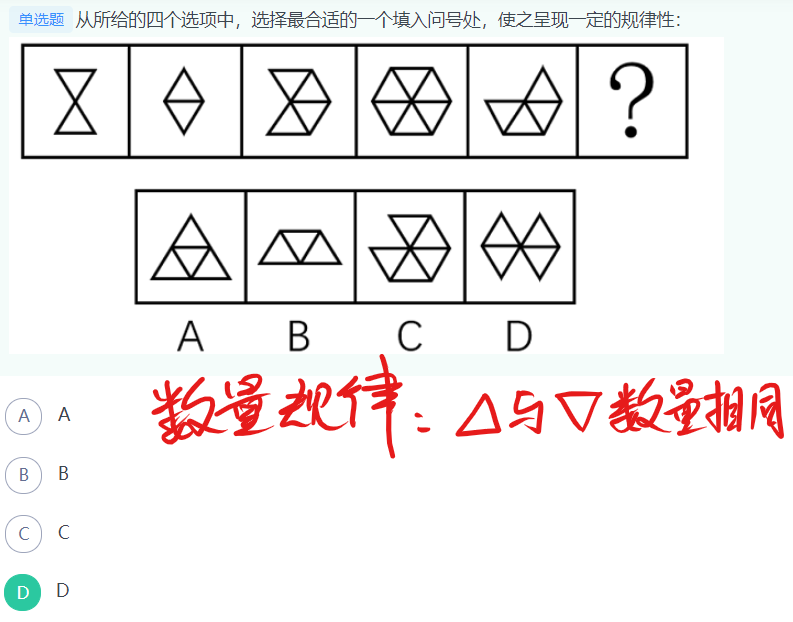 单选题 从所给的四个选项中，选择最合适的一个填入问号处，使之呈现一定的规律性：
?
A B C D
数量规律：△与▽数量相同
A A
B B
C C
D D